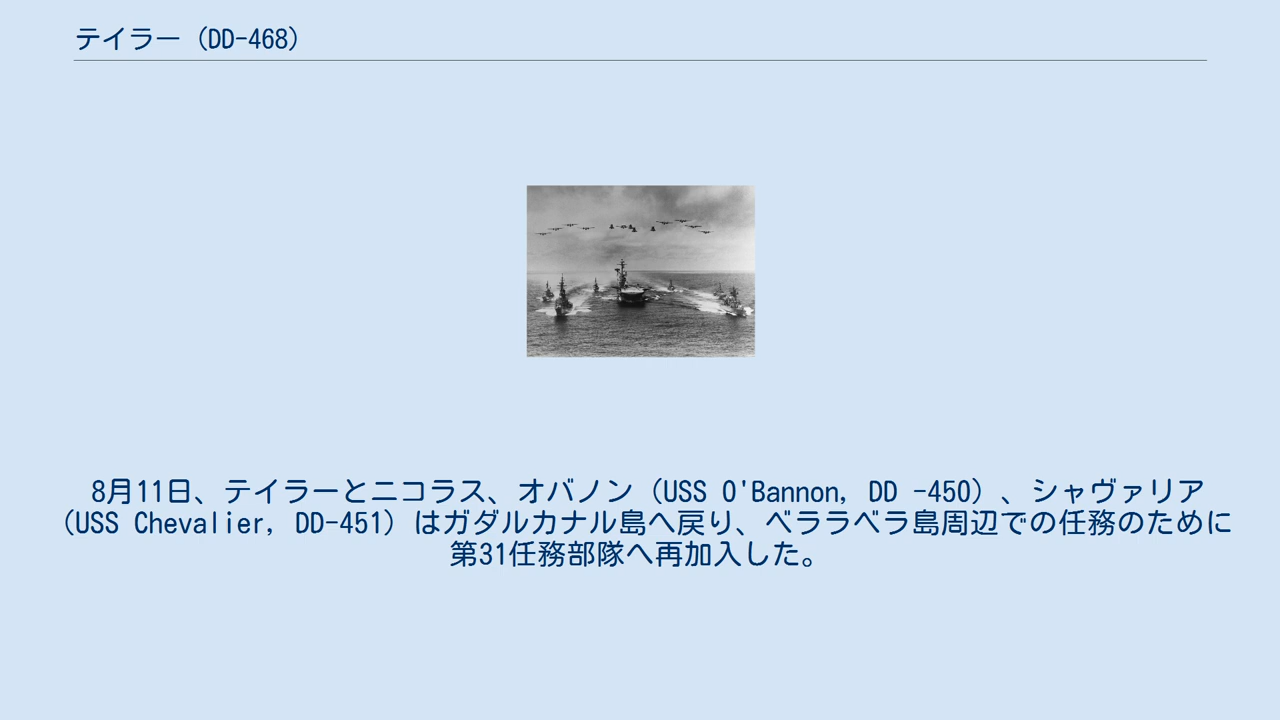 テイラー（DD-468）
8月11日、テイラーとニコラス、オバノン（USS O'Bannon, DD -450）、シャヴァリア
（USS Chevalier, DD-451）はガダルカナル島へ戻り、ベララベラ島周辺での任務のために
第31任務部隊へ再加入した。